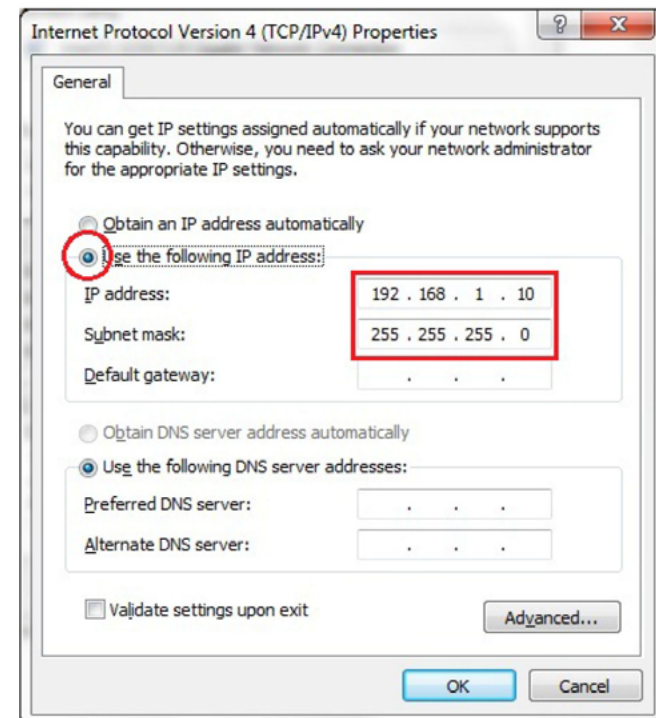 Internet Protocol Version 4 (TCP/IPv4) Properties
General
You can get IP settings assigned automatically if your network supports
this capability. Otherwise, you need to ask your network administrator
for the appropriate IP settings.
Obtain an IP address automatically
Use the following IP address:
IP address: 192 . 168 . 1 . 10
Subnet mask: 255 . 255 . 255 . 0
Default gateway: . . .
Obtain DNS server address automatically
Use the following DNS server addresses:
Preferred DNS server: . . .
Alternate DNS server: . . .
Validate settings upon exit
Advanced...
OK Cancel